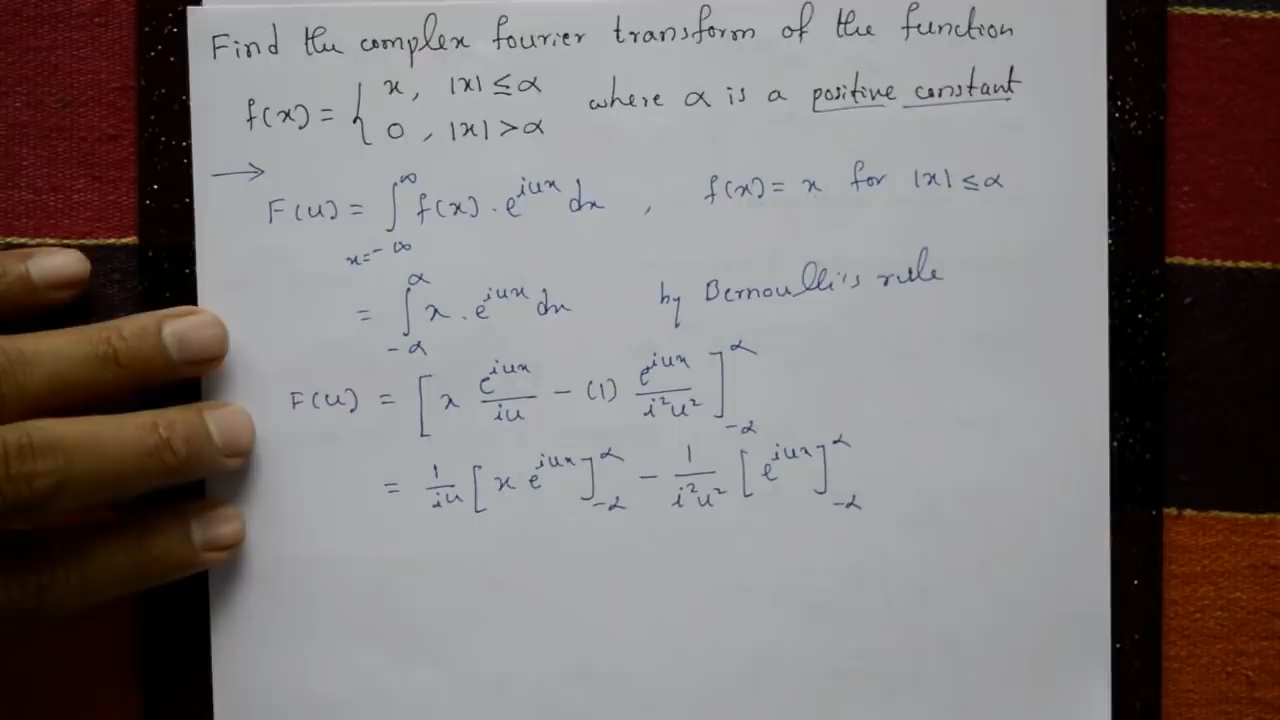 Find the complex fourier transform of the function
f(x) = { x, |x| ≤ α
0, |x| > α where α is a positive constant
→
F(u) = ∫_{x=-∞}^{∞} f(x) . e^{iux} dx , f(x) = x for |x| ≤ α
= ∫_{-α}^{α} x . e^{iux} dx by Bernoulli's rule
F(u) = [ x e^{iux}/iu - (1) e^{iux}/i²u² ]_{-α}^{α}
= 1/iu [ x e^{iux} ]_{-α}^{α} - 1/i²u² [ e^{iux} ]_{-α}^{α}